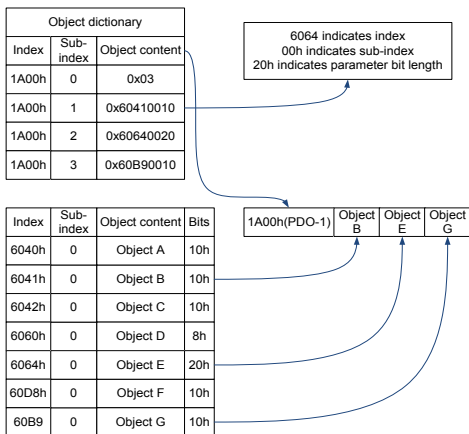 Object dictionary
Index Sub-index Object content
1A00h 0 0x03
1A00h 1 0x60410010
1A00h 2 0x60640020
1A00h 3 0x60B90010
6064 indicates index
00h indicates sub-index
20h indicates parameter bit length
Index Sub-index Object content Bits
6040h 0 Object A 10h
6041h 0 Object B 10h
6042h 0 Object C 10h
6060h 0 Object D 8h
6064h 0 Object E 20h
60D8h 0 Object F 10h
60B9 0 Object G 10h
1A00h(PDO-1) Object B Object E Object G